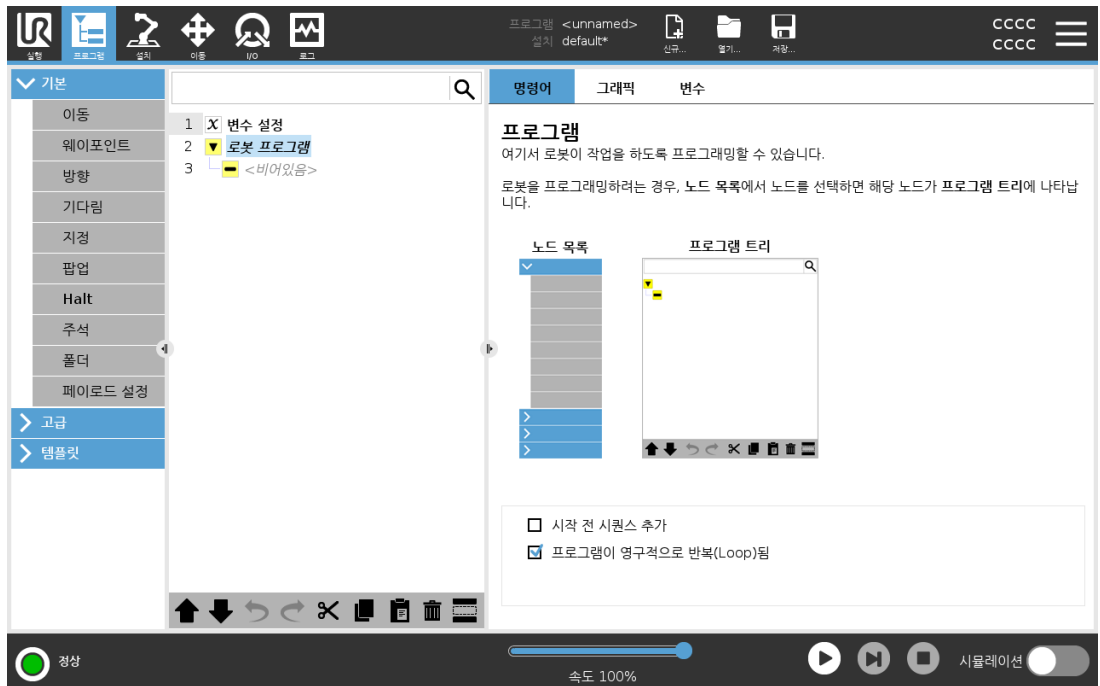 UR
프로그램 <unnamed>
설치 default*
실행
프로그램
설치
이동
I/O
로그
신규...
열기...
저장...
CCCC
CCCC
기본
이동
웨이포인트
방향
기다림
지정
팝업
Halt
주석
폴더
페이로드 설정
고급
템플릿
1 X 변수 설정
2 로봇 프로그램
3 <비어있음>
명령어 그래픽 변수
프로그램
여기서 로봇이 작업을 하도록 프로그래밍할 수 있습니다.
로봇을 프로그래밍하려는 경우, 노드 목록에서 노드를 선택하면 해당 노드가 프로그램 트리에 나타납
니다.
노드 목록
프로그램 트리
시작 전 시퀀스 추가
프로그램이 영구적으로 반복(Loop)됨
정상
속도 100%
시뮬레이션